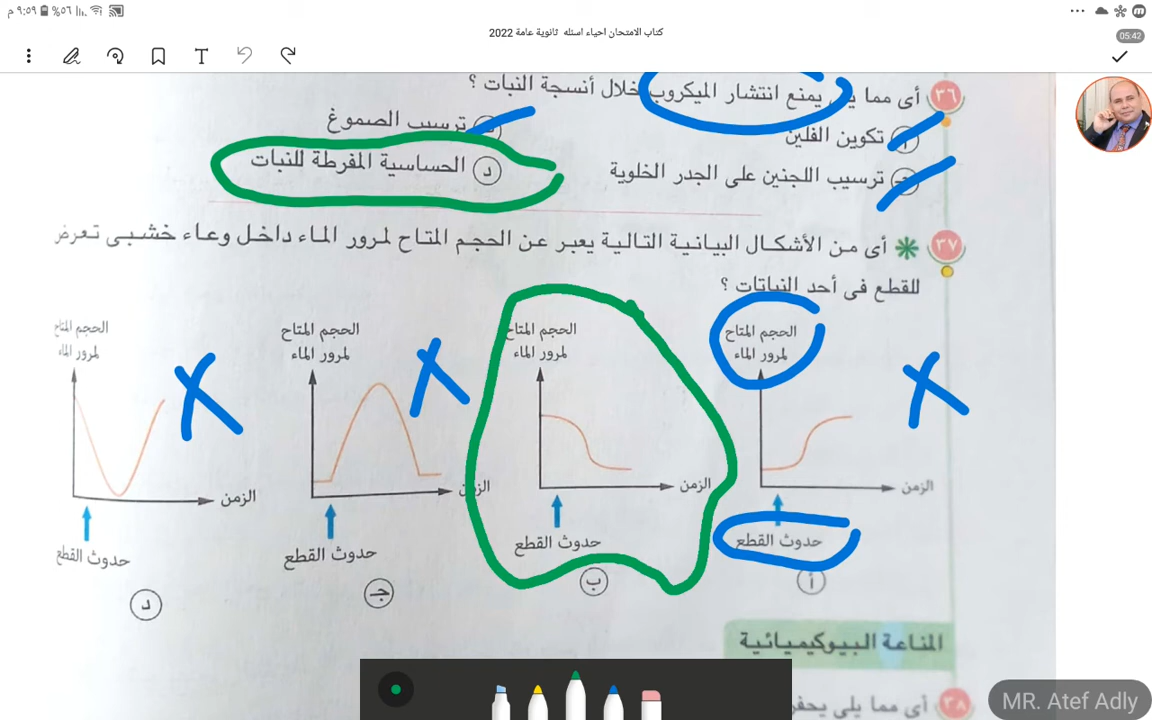 ٩:٥٩ م
٥٦%
كتاب الامتحان احياء اسئله ثانوية عامة 2022
05:42
T
٣٦ أى مما يلى يمنع انتشار الميكروب خلال أنسجة النبات ؟
أ تكوين الفلين
ب ترسيب الصموغ
جـ ترسيب اللجنين على الجدر الخلوية
د الحساسية المفرطة للنبات
٣٧ أى من الأشكال البيانية التالية يعبر عن الحجم المتاح لمرور الماء داخل وعاء خشبى تعرض
للقطع فى أحد النباتات ؟
الحجم المتاح
لمرور الماء
الزمن
حدوث القطع
أ
الحجم المتاح
لمرور الماء
الزمن
حدوث القطع
ب
الحجم المتاح
لمرور الماء
الزمن
حدوث القطع
جـ
الحجم المتاح
لمرور الماء
الزمن
حدوث القطع
د
المناعة البيوكيميائية
٣٨ أى مما يلى يحفز
MR. Atef Adly